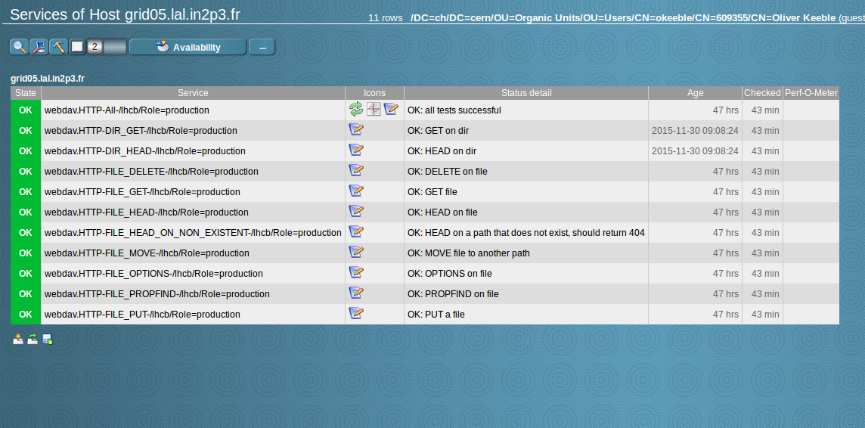 Services of Host grid05.lal.in2p3.fr
11 rows /DC=ch/DC=cern/OU=Organic Units/OU=Users/CN=okeeble/CN=609355/CN=Oliver Keeble (guest
2 Availability ...
grid05.lal.in2p3.fr
State Service Icons Status detail Age Checked Perf-O-Meter
OK webdav.HTTP-All-/lhcb/Role=production OK: all tests successful 47 hrs 43 min
OK webdav.HTTP-DIR_GET-/lhcb/Role=production OK: GET on dir 2015-11-30 09:08:24 43 min
OK webdav.HTTP-DIR_HEAD-/lhcb/Role=production OK: HEAD on dir 2015-11-30 09:08:24 43 min
OK webdav.HTTP-FILE_DELETE-/lhcb/Role=production OK: DELETE on file 47 hrs 43 min
OK webdav.HTTP-FILE_GET-/lhcb/Role=production OK: GET file 47 hrs 43 min
OK webdav.HTTP-FILE_HEAD-/lhcb/Role=production OK: HEAD on file 47 hrs 43 min
OK webdav.HTTP-FILE_HEAD_ON_NON_EXISTENT-/lhcb/Role=production OK: HEAD on a path that does not exist, should return 404 47 hrs 43 min
OK webdav.HTTP-FILE_MOVE-/lhcb/Role=production OK: MOVE file to another path 47 hrs 43 min
OK webdav.HTTP-FILE_OPTIONS-/lhcb/Role=production OK: OPTIONS on file 47 hrs 43 min
OK webdav.HTTP-FILE_PROPFIND-/lhcb/Role=production OK: PROPFIND on file 47 hrs 43 min
OK webdav.HTTP-FILE_PUT-/lhcb/Role=production OK: PUT a file 47 hrs 43 min